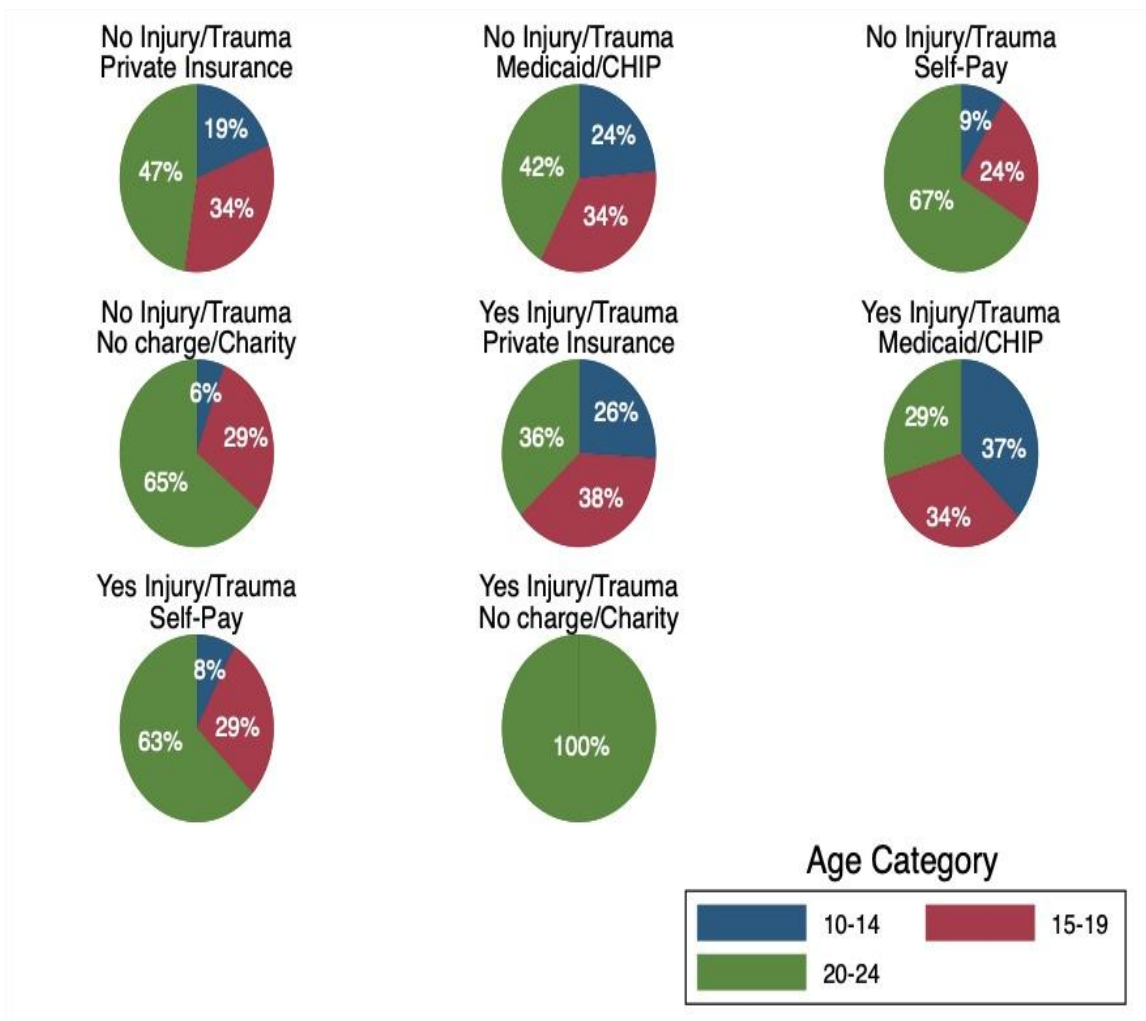 No Injury/Trauma
Private Insurance
19%
47%
34%
No Injury/Trauma
Medicaid/CHIP
24%
42%
34%
No Injury/Trauma
Self-Pay
9%
24%
67%
No Injury/Trauma
No charge/Charity
6%
29%
65%
Yes Injury/Trauma
Private Insurance
26%
36%
38%
Yes Injury/Trauma
Medicaid/CHIP
29%
37%
34%
Yes Injury/Trauma
Self-Pay
8%
29%
63%
Yes Injury/Trauma
No charge/Charity
100%
Age Category
10-14
15-19
20-24